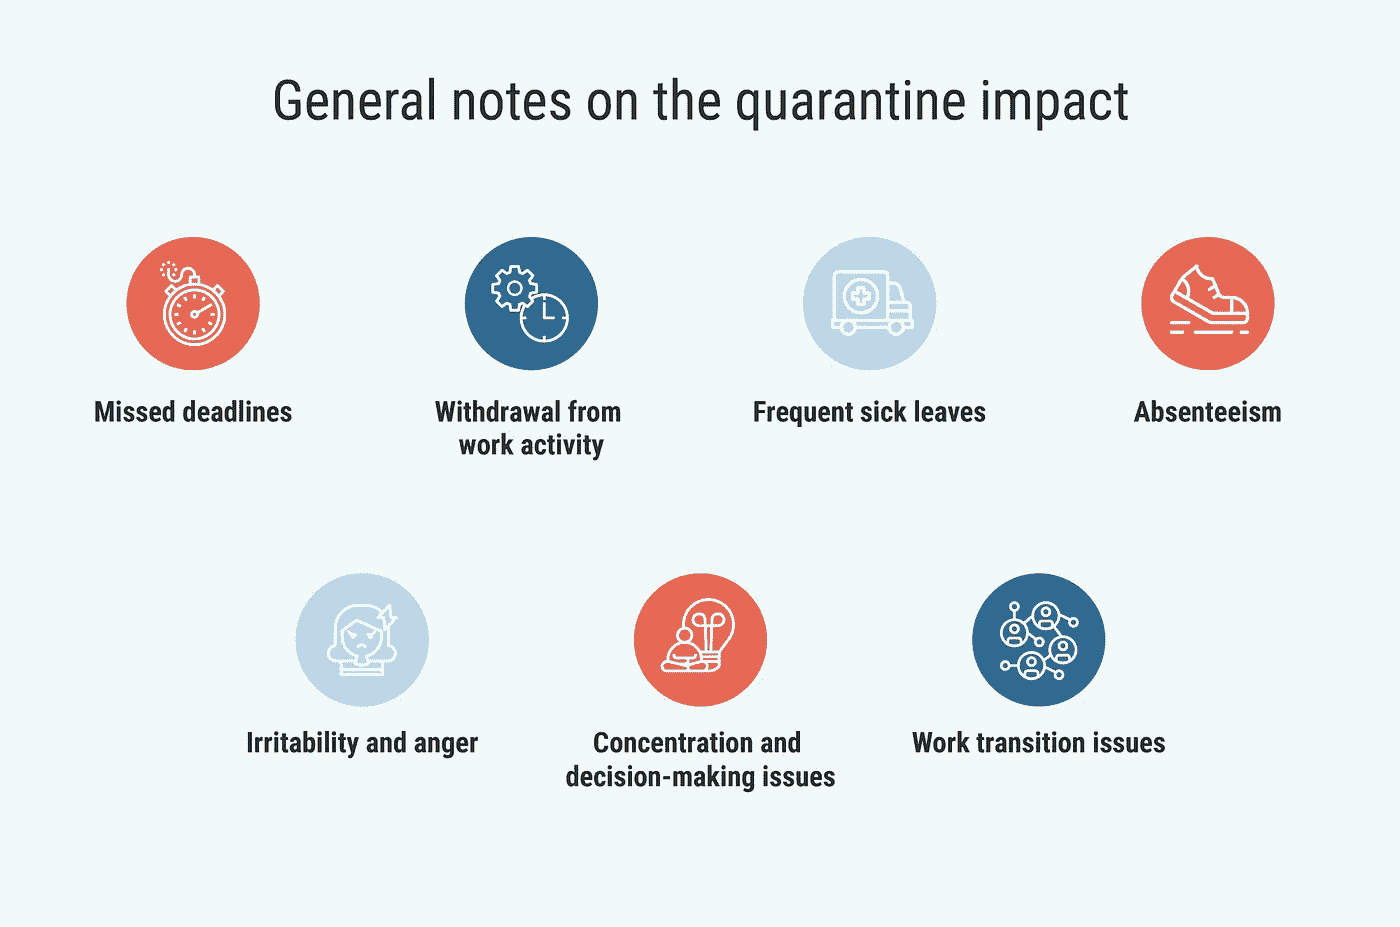 General notes on the quarantine impact
Missed deadlines
Withdrawal from
work activity
Frequent sick leaves
Absenteeism
Irritability and anger
Concentration and
decision-making issues
Work transition issues